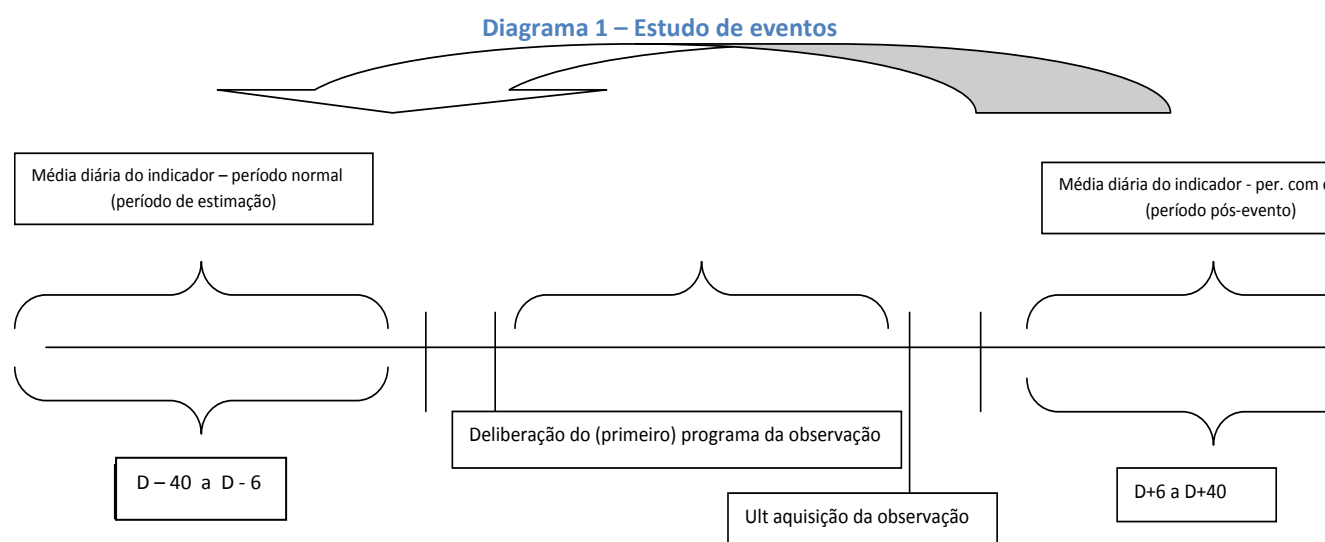 Diagrama 1 – Estudo de eventos
Média diária do indicador – período normal
(período de estimação)
Média diária do indicador - per. com
(período pós-evento)
Deliberação do (primeiro) programa da observação
D – 40 a D - 6
Ult aquisição da observação
D+6 a D+40